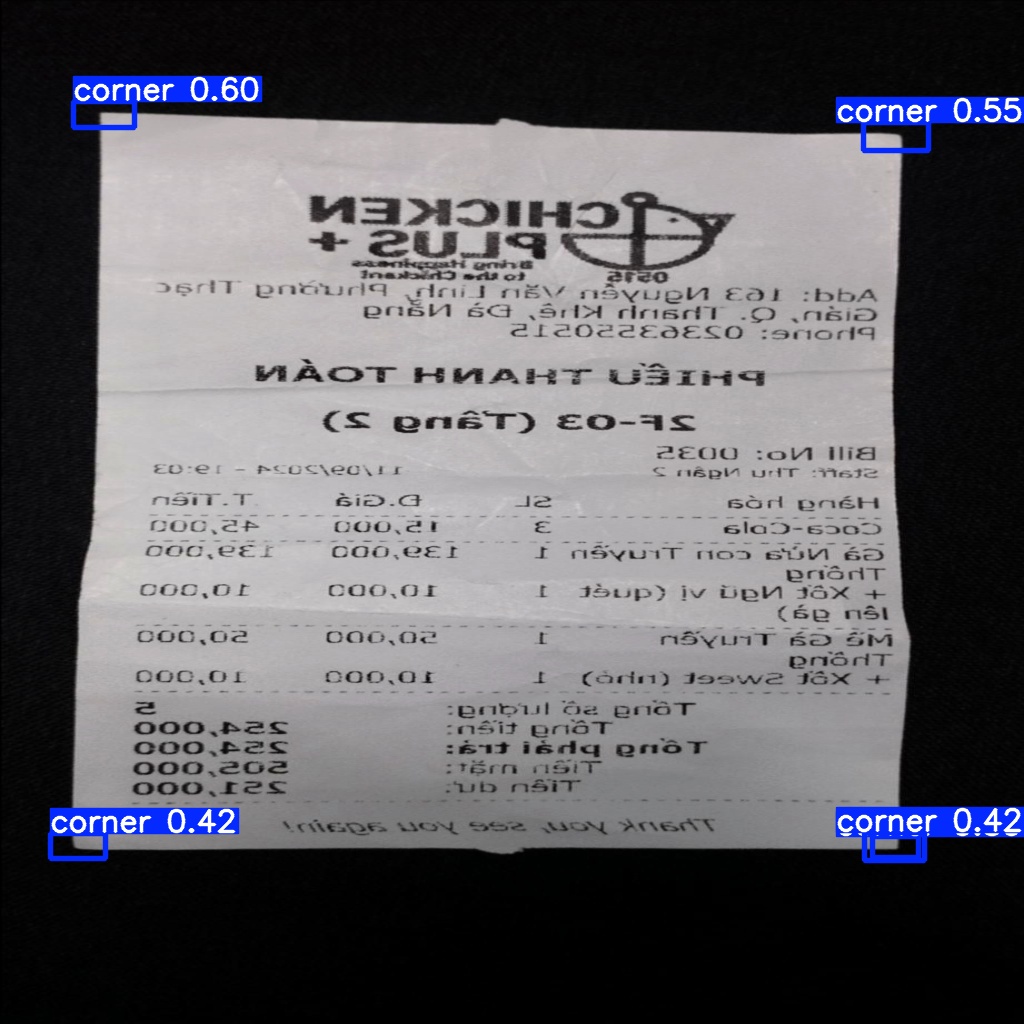 corner 0.60
corner 0.55
CHICKEN
PLUS +
Bring Happiness
to the Chickant
0515
Add: 163 Nguyễn Văn Linh, Phường Thạc
Gián, Q. Thanh Khê, Đà Nẵng
Phone: 02363550515
PHIẾU THANH TOÁN
2F-03 (Tầng 2)
Bill No: 0035
Staff: Thu Ngân 2 11/09/2024 - 19:03
Hàng hóa SL Đ.Giá T.Tiền
Coca-Cola 3 15,000 45,000
Gà Nửa con Truyền 1 139,000 139,000
Thống
+ Xốt Ngũ vị (quét) 1 10,000 10,000
lên gà)
Mề Gà Truyền 1 50,000 50,000
Thống
+ Xốt Sweet (nhỏ) 1 10,000 10,000
Tổng số lượng: 5
Tổng tiền: 254,000
Tổng phải trả: 254,000
Tiền mặt: 505,000
Tiền dư: 251,000
Thank you, see you again!
corner 0.42
corner 0.42